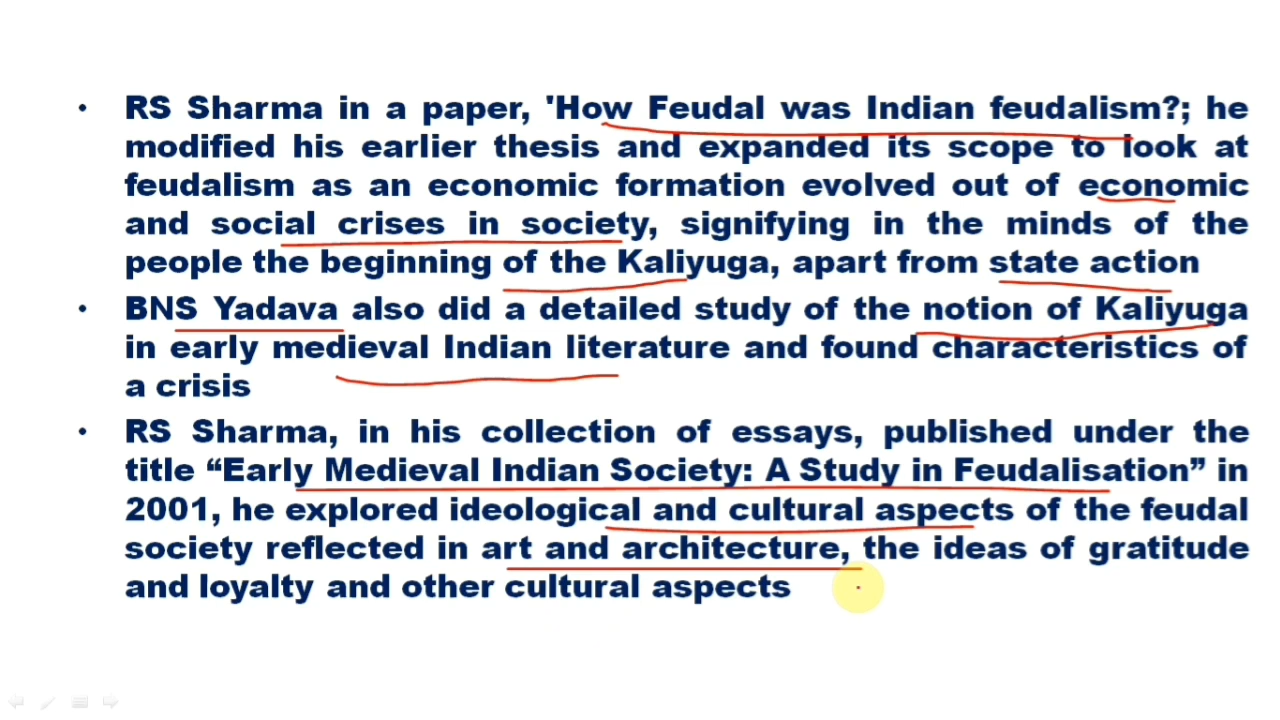 • RS Sharma in a paper, 'How Feudal was Indian feudalism?; he
modified his earlier thesis and expanded its scope to look at
feudalism as an economic formation evolved out of economic
and social crises in society, signifying in the minds of the
people the beginning of the Kaliyuga, apart from state action
• BNS Yadava also did a detailed study of the notion of Kaliyuga
in early medieval Indian literature and found characteristics of
a crisis
• RS Sharma, in his collection of essays, published under the
title “Early Medieval Indian Society: A Study in Feudalisation” in
2001, he explored ideological and cultural aspects of the feudal
society reflected in art and architecture, the ideas of gratitude
and loyalty and other cultural aspects